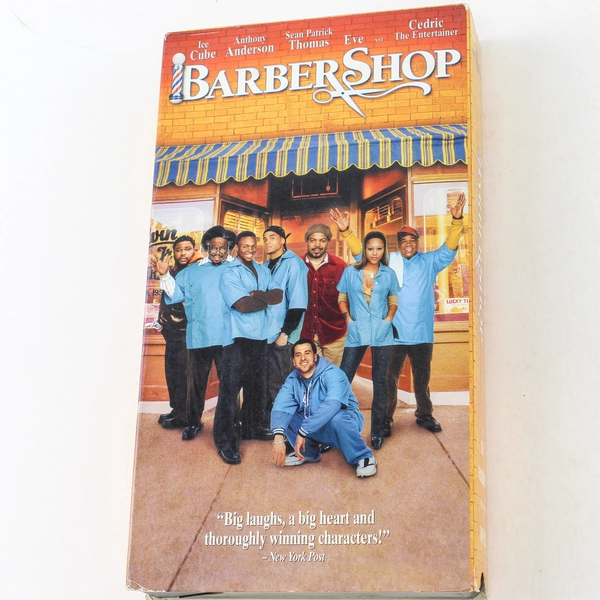 Ice Cube Anthony Anderson Sean Patrick Thomas Eve AND Cedric The Entertainer
BARBERSHOP
LUCKY
"Big laughs, a big heart and
thoroughly winning characters!"
– New York Post